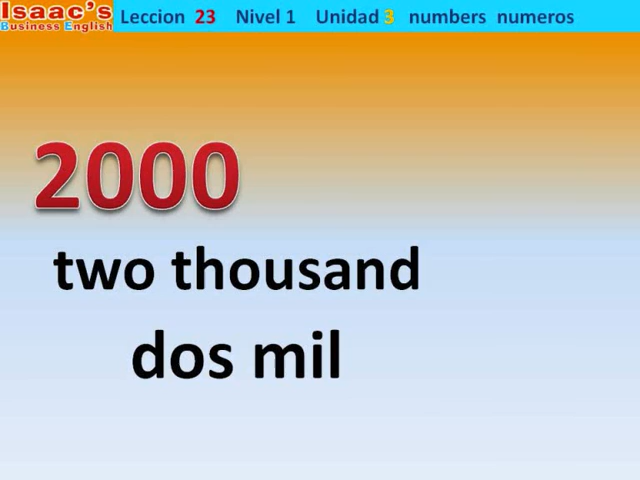 Isaac's
Business English
Leccion 23 Nivel 1 Unidad 3 numbers numeros
2000
two thousand
dos mil